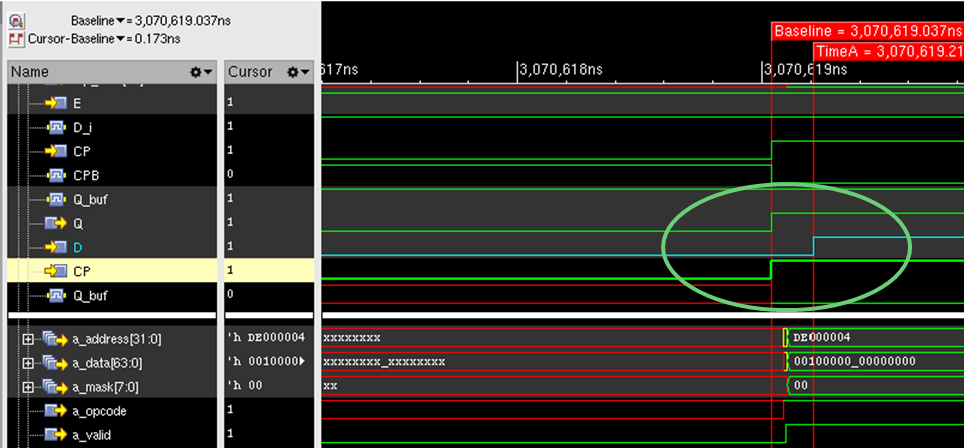 Baseline▼= 3,070,619.037ns
Cursor-Baseline▼= 0.173ns
Baseline = 3,070,619.037ns
TimeA = 3,070,619.21
Name Cursor 617ns 3,070,618ns 3,070,619ns
E 1
D_i 1
CP 1
CPB 0
Q_buf 1
Q 1
D 1
CP 1
Q_buf 0
a_address[31:0] 'h DE000004 xxxxxxxx DE000004
a_data[63:0] 'h 0010000▶ xxxxxxxx_xxxxxxxx 00100000_00000000
a_mask[7:0] 'h 00 xx 00
a_opcode 1
a_valid 1